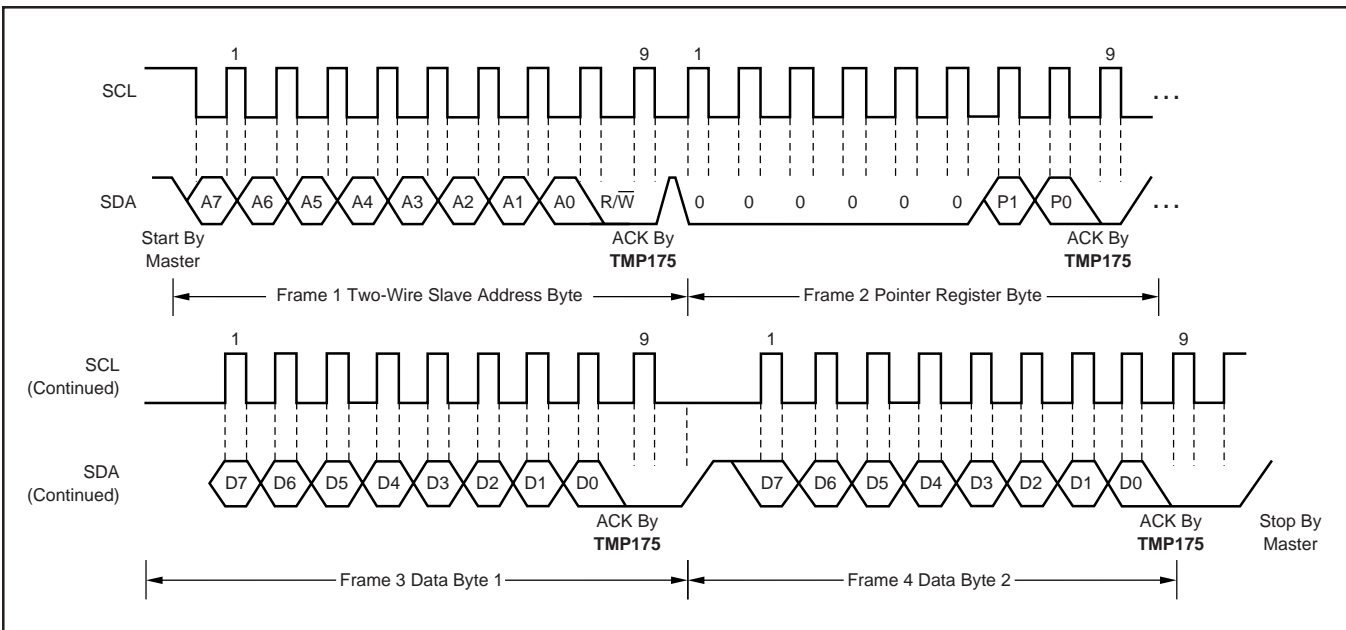 1 9 1 9
SCL ...
SDA A7 A6 A5 A4 A3 A2 A1 A0 R/W̅ 0 0 0 0 0 0 P1 P0 ...
Start By Master
ACK By TMP175
ACK By TMP175
Frame 1 Two-Wire Slave Address Byte
Frame 2 Pointer Register Byte
1 9 1 9
SCL
(Continued)
SDA
(Continued)
D7 D6 D5 D4 D3 D2 D1 D0 D7 D6 D5 D4 D3 D2 D1 D0
ACK By
TMP175
ACK By
TMP175
Stop By
Master
Frame 3 Data Byte 1
Frame 4 Data Byte 2